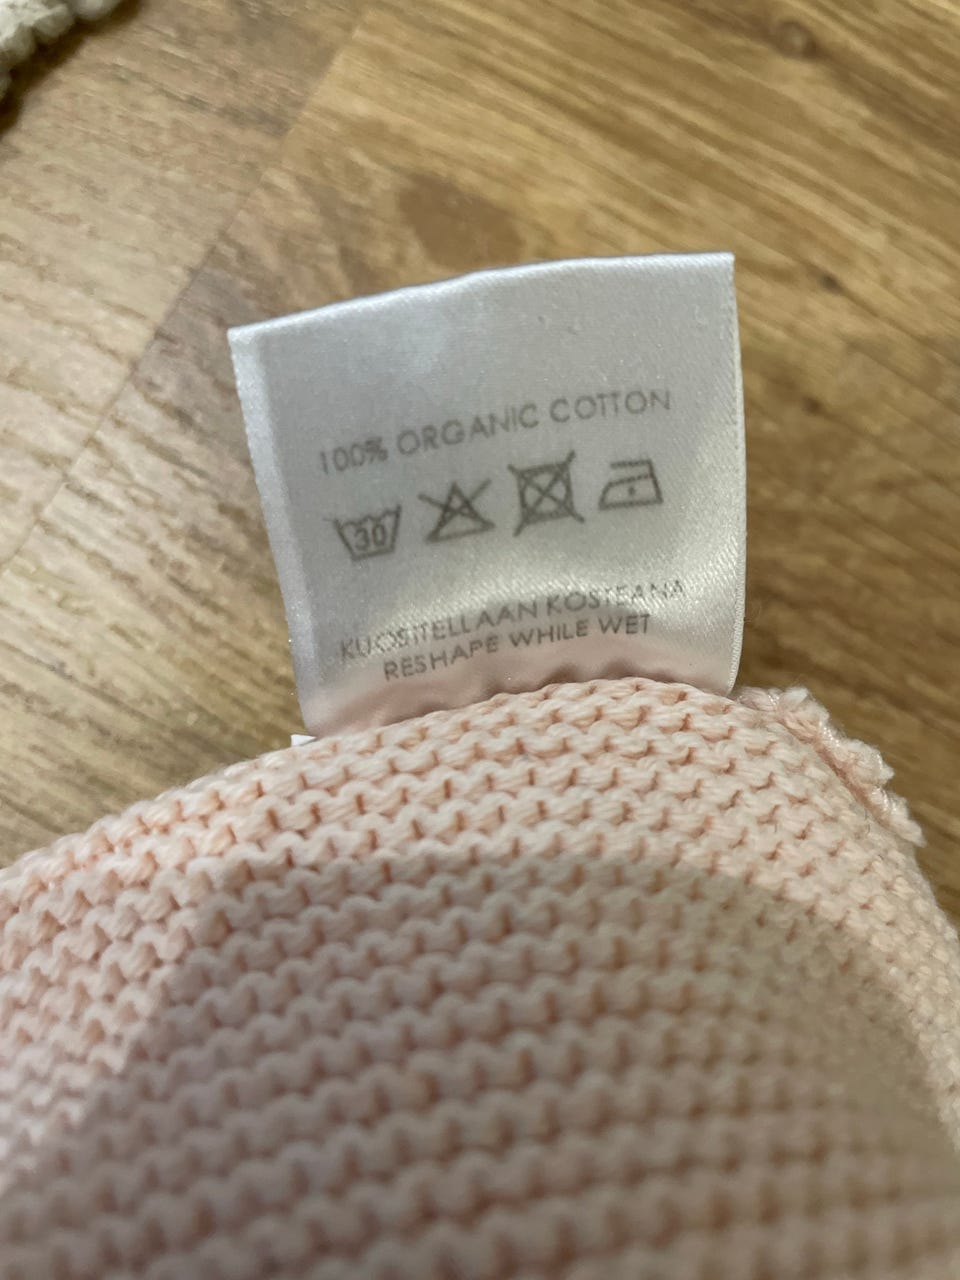 100% ORGANIC COTTON
30
KUOSITELLAAN KOSTEANA
RESHAPE WHILE WET